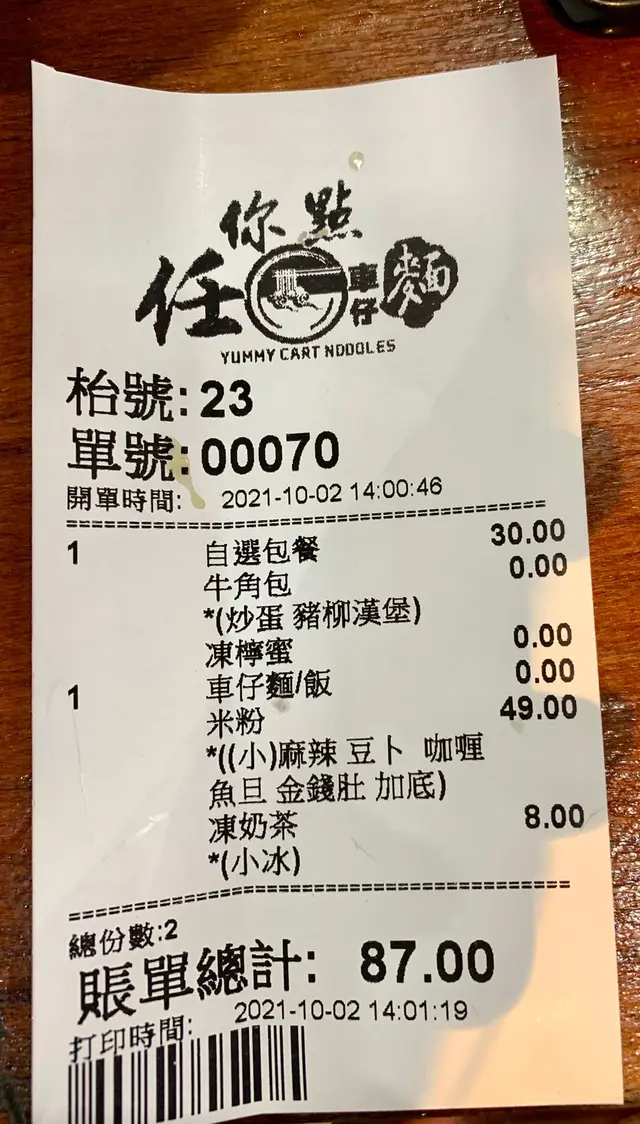 你點
任 車仔麵
YUMMY CART NOODLES
枱號: 23
單號: 00070
開單時間: 2021-10-02 14:00:46
1 自選包餐 30.00
牛角包 0.00
*(炒蛋 豬柳漢堡)
凍檸蜜 0.00
1 車仔麵/飯 0.00
米粉 49.00
*((小)麻辣 豆卜 咖喱
魚旦 金錢肚 加底)
凍奶茶 8.00
*(小冰)
總份數:2
賬單總計: 87.00
打印時間: 2021-10-02 14:01:19